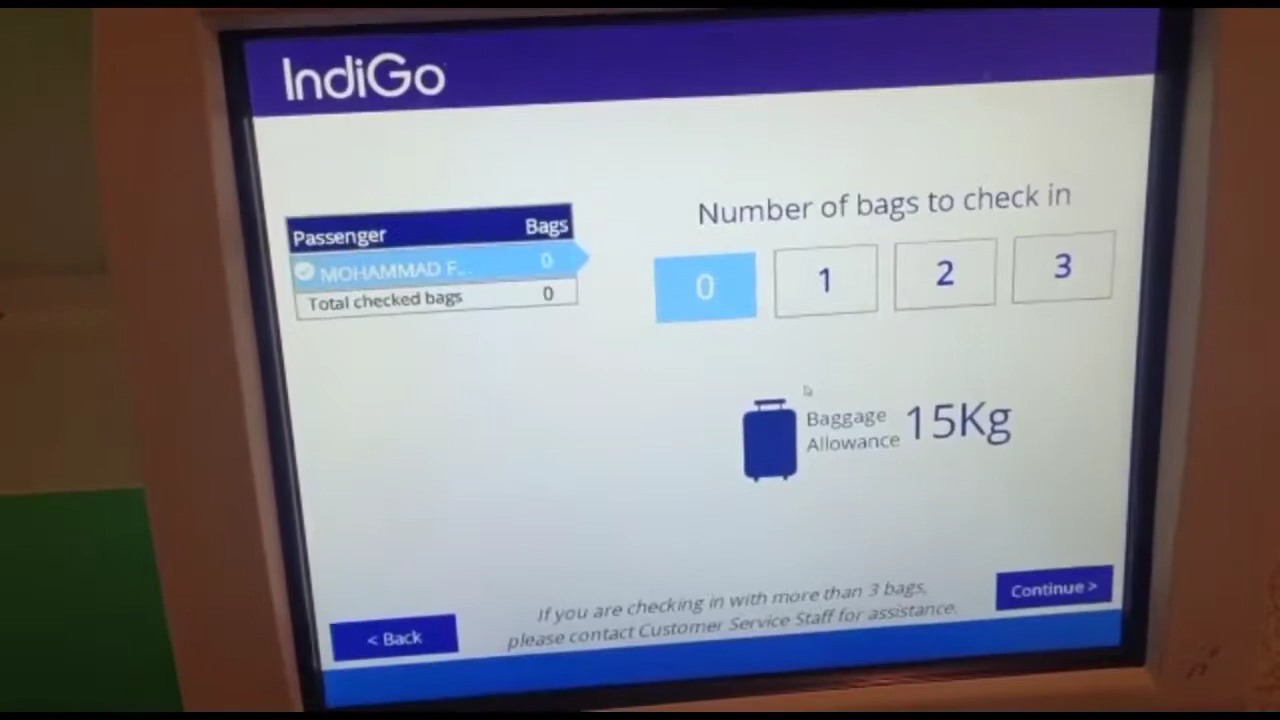 IndiGo
Passenger Bags
MOHAMMAD F... 0
Total checked bags 0
Number of bags to check in
0 1 2 3
Baggage
Allowance 15Kg
If you are checking in with more than 3 bags,
please contact Customer Service Staff for assistance.
< Back
Continue >